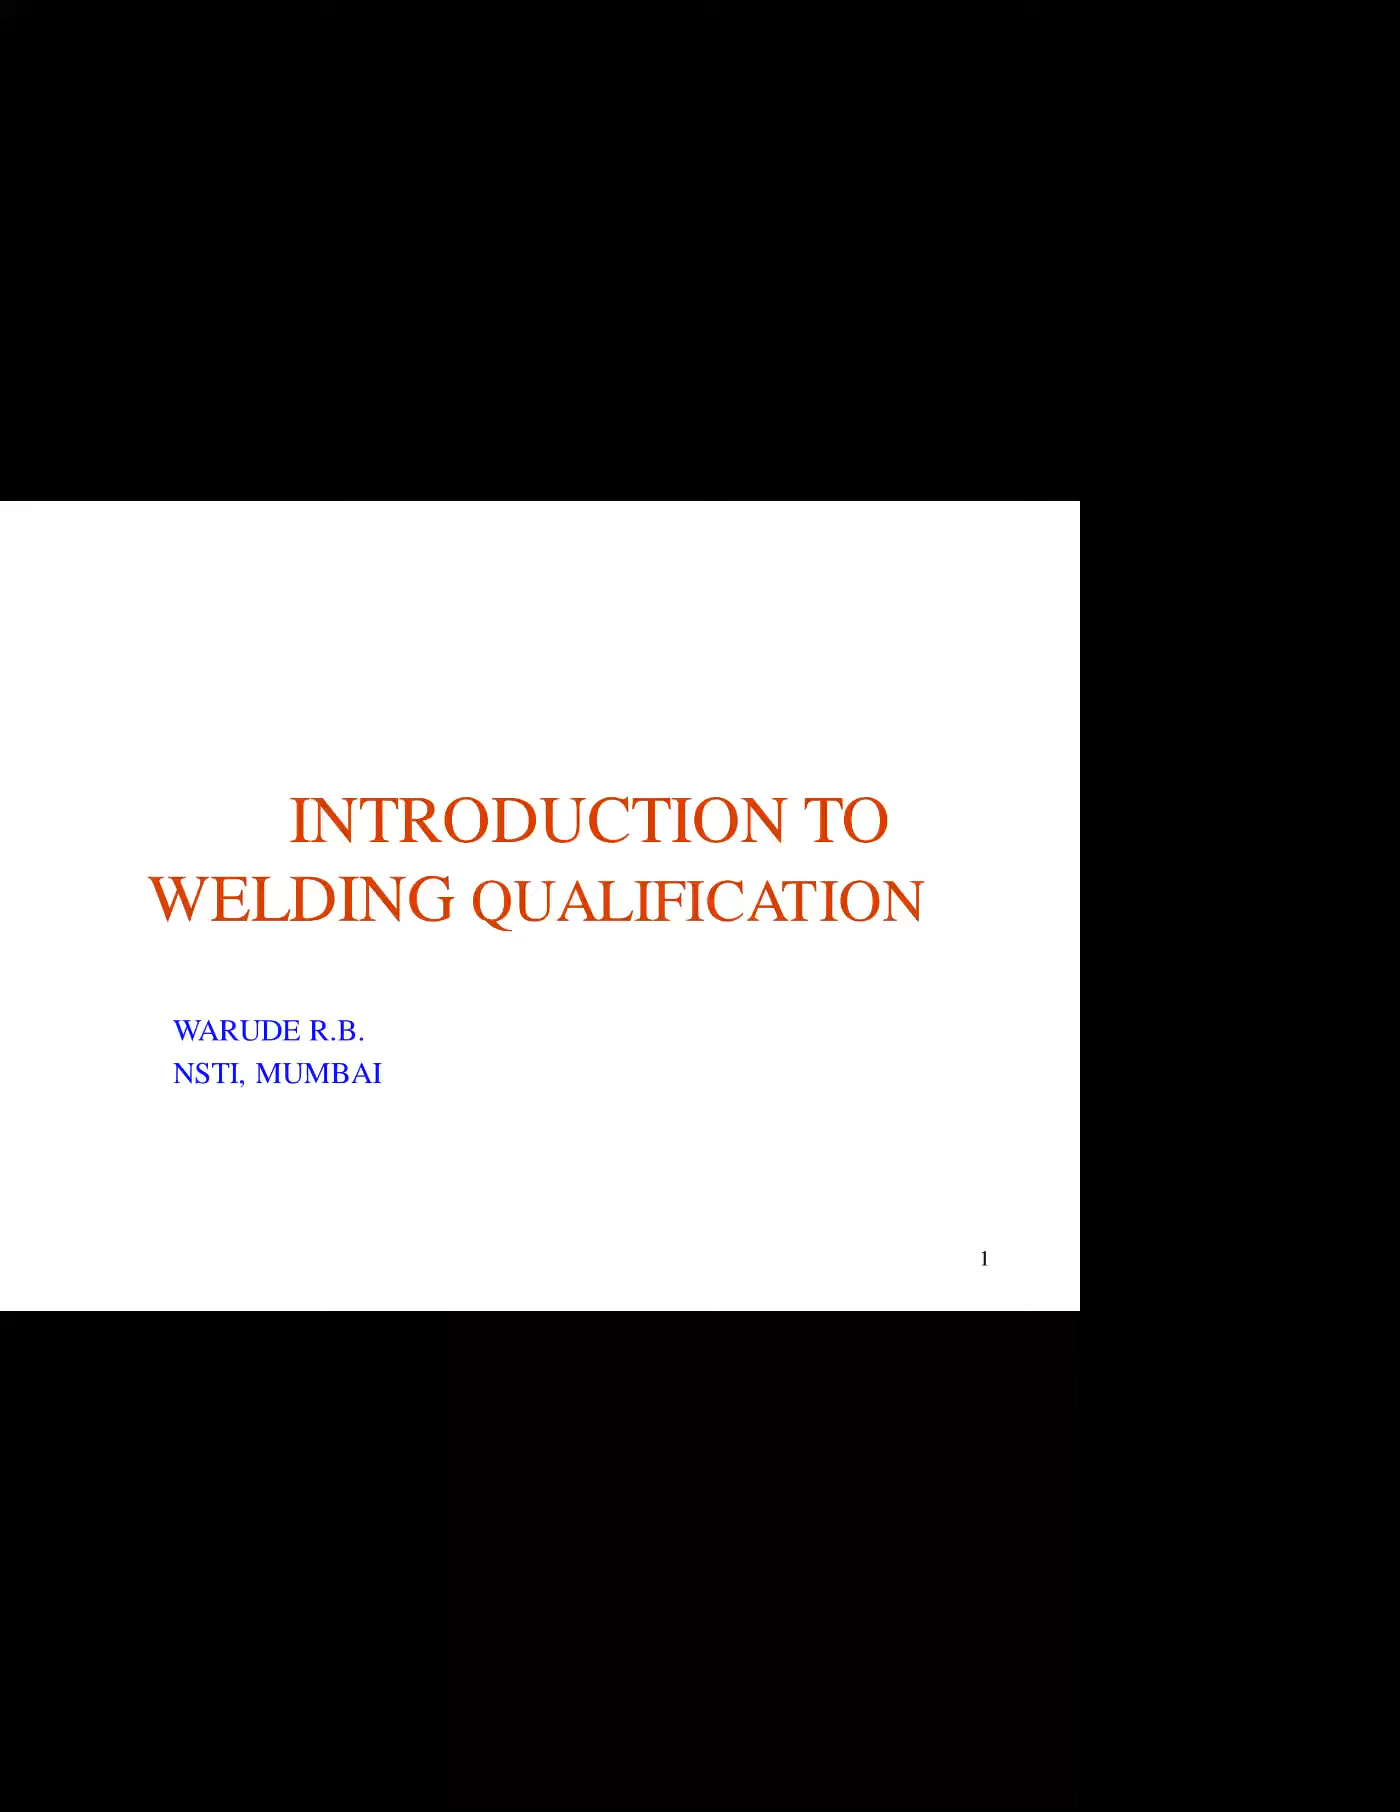 INTRODUCTION TO
WELDING QUALIFICATION
WARUDE R.B.
NSTI, MUMBAI
1